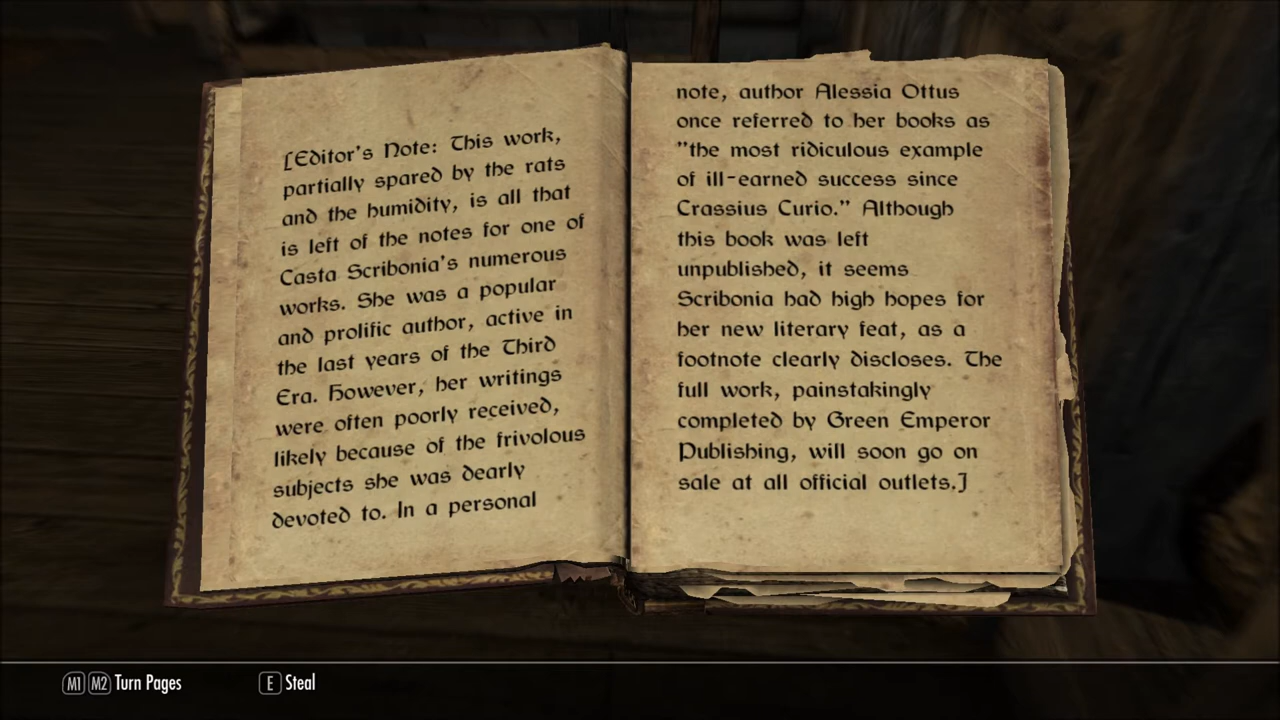 [Editor's Note: This work,
partially spared by the rats
and the humidity, is all that
is left of the notes for one of
Casta Scribonia's numerous
works. She was a popular
and prolific author, active in
the last years of the Third
Era. However, her writings
were often poorly received,
likely because of the frivolous
subjects she was dearly
devoted to. In a personal
note, author Alessia Ottus
once referred to her books as
"the most ridiculous example
of ill-earned success since
Crassius Curio." Although
this book was left
unpublished, it seems
Scribonia had high hopes for
her new literary feat, as a
footnote clearly discloses. The
full work, painstakingly
completed by Green Emperor
Publishing, will soon go on
sale at all official outlets.]
M1 M2 Turn Pages E Steal